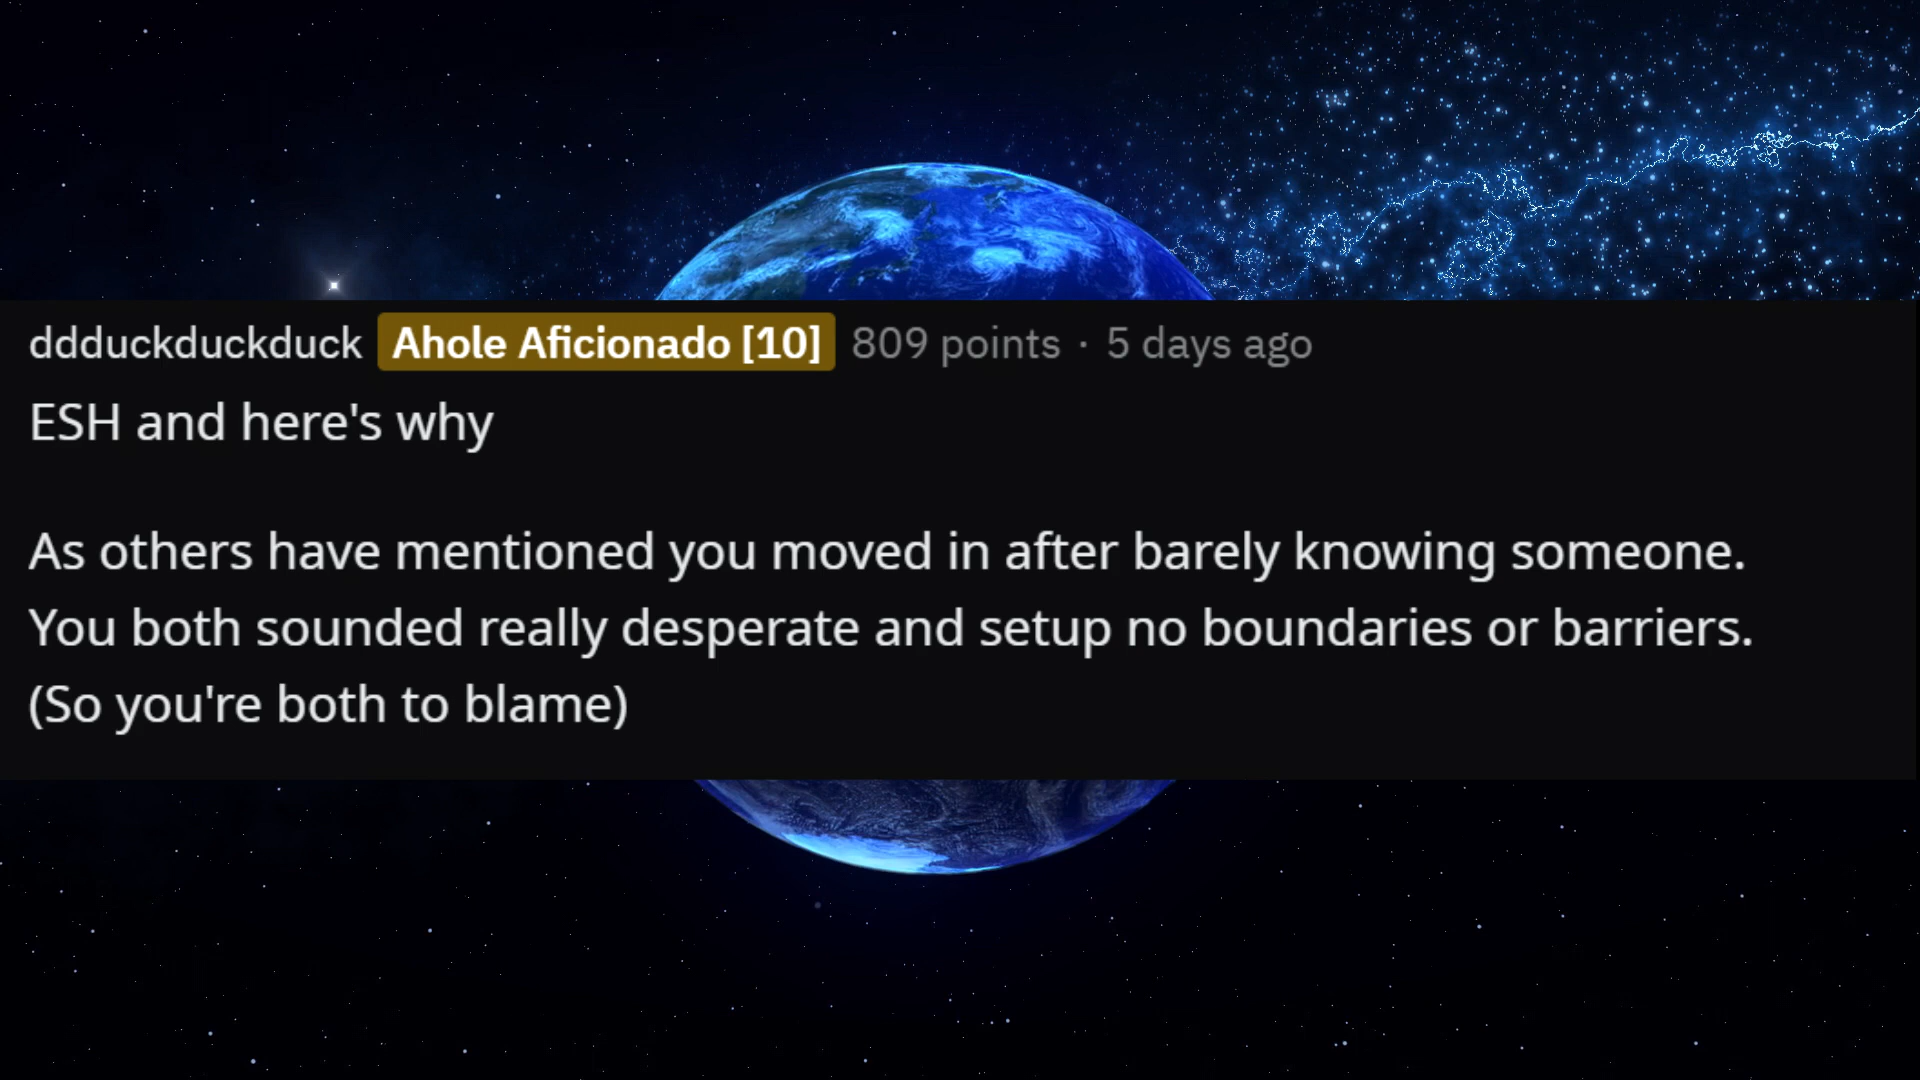 ddduckduckduck Ahole Aficionado [10] 809 points · 5 days ago
ESH and here's why
As others have mentioned you moved in after barely knowing someone.
You both sounded really desperate and setup no boundaries or barriers.
(So you're both to blame)